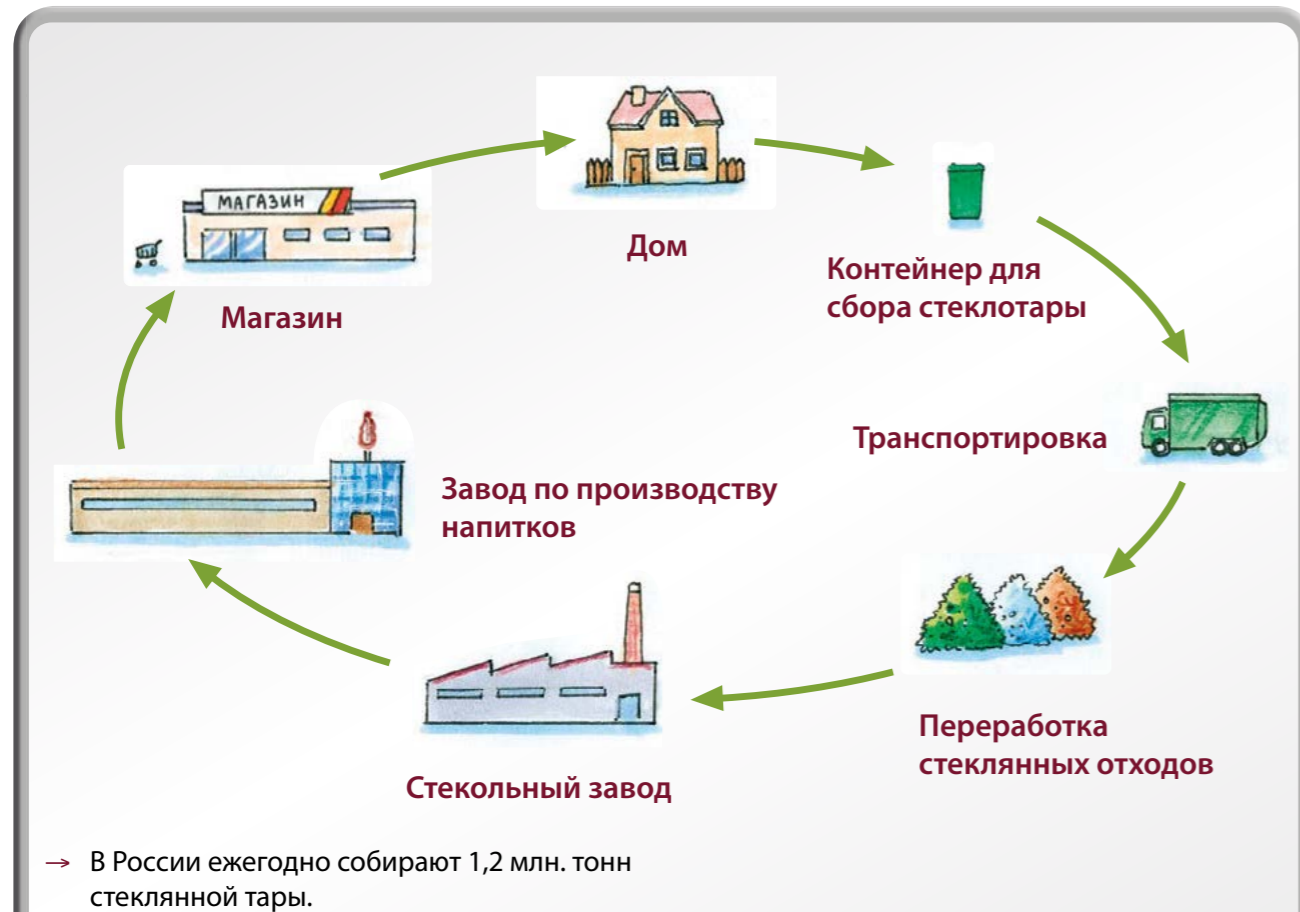 МАГАЗИН
Дом
Контейнер для
сбора стеклотары
Магазин
Транспортировка
Завод по производству
напитков
Переработка
стеклянных отходов
Стекольный завод
→ В России ежегодно собирают 1,2 млн. тонн
стеклянной тары.